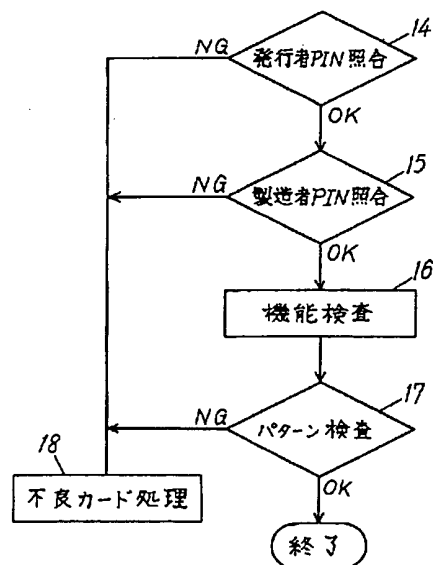 14
発行者PIN照合
NG
OK
15
製造者PIN照合
NG
OK
16
機能検査
17
パターン検査
NG
OK
18
不良カード処理
終了